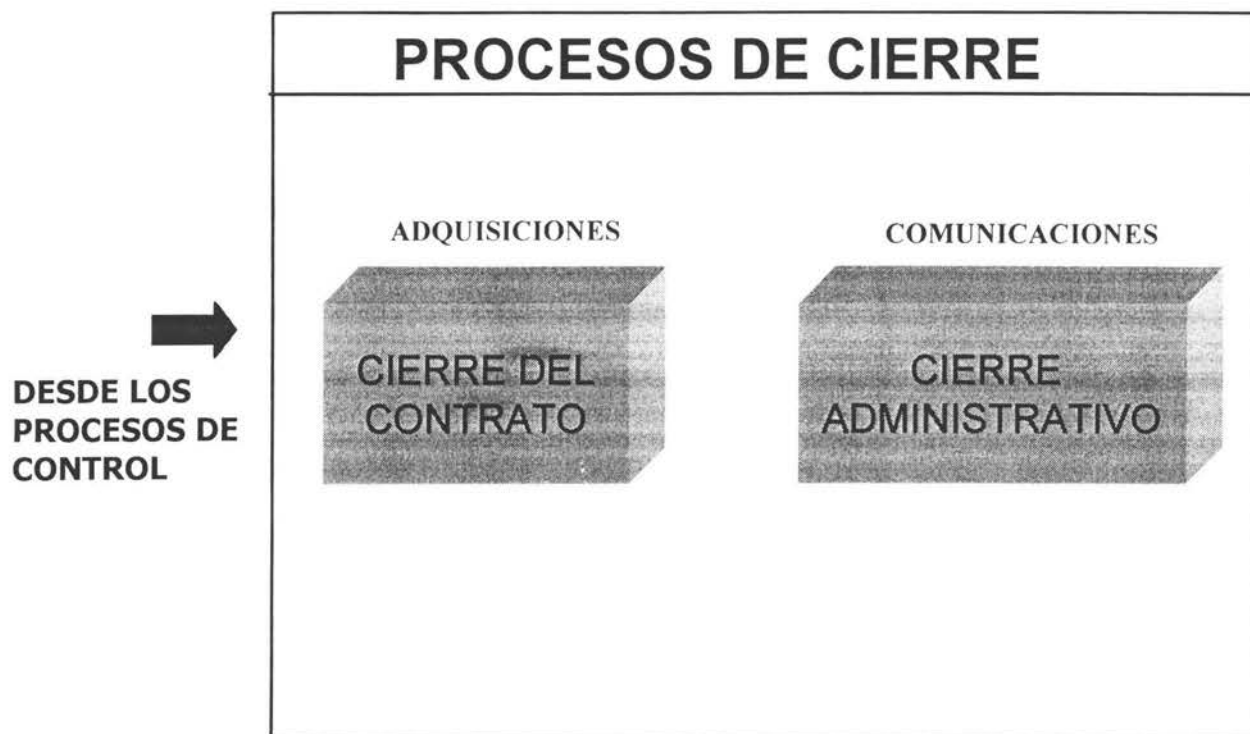 PROCESOS DE CIERRE
ADQUISICIONES
COMUNICACIONES
CIERRE DEL
CONTRATO
CIERRE
ADMINISTRATIVO
DESDE LOS
PROCESOS DE
CONTROL